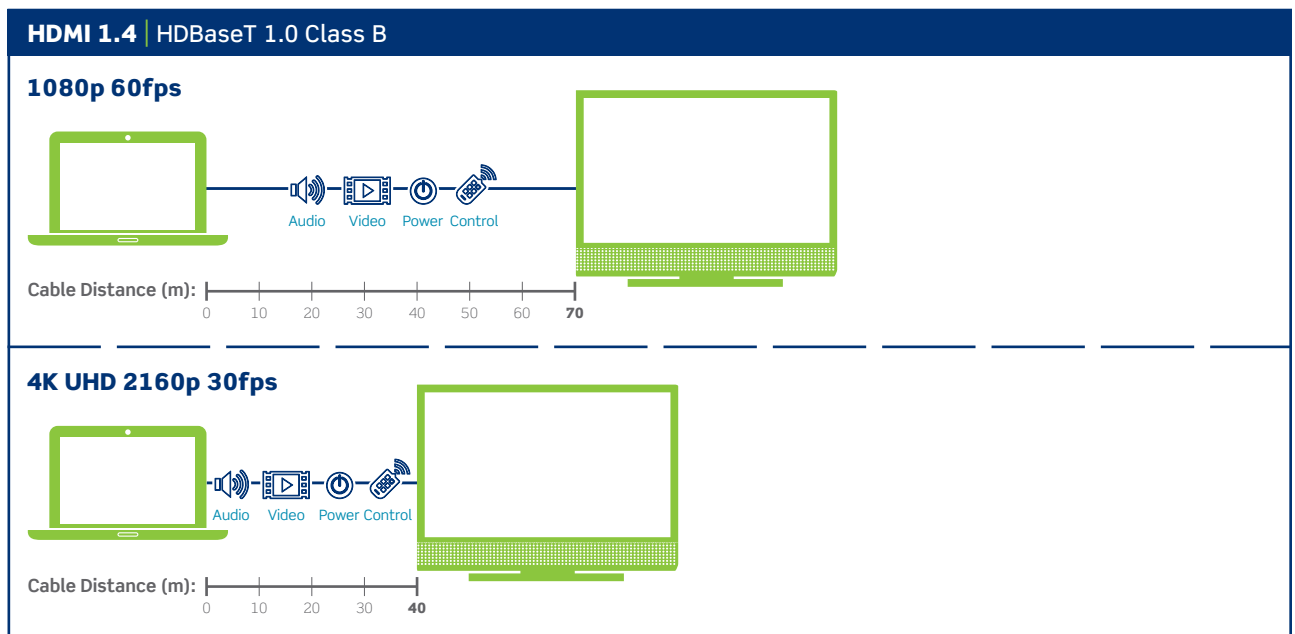 HDMI 1.4 | HDBaseT 1.0 Class B
1080p 60fps
Audio Video Power Control
Cable Distance (m):
0 10 20 30 40 50 60 70
4K UHD 2160p 30fps
Audio Video Power Control
Cable Distance (m):
0 10 20 30 40